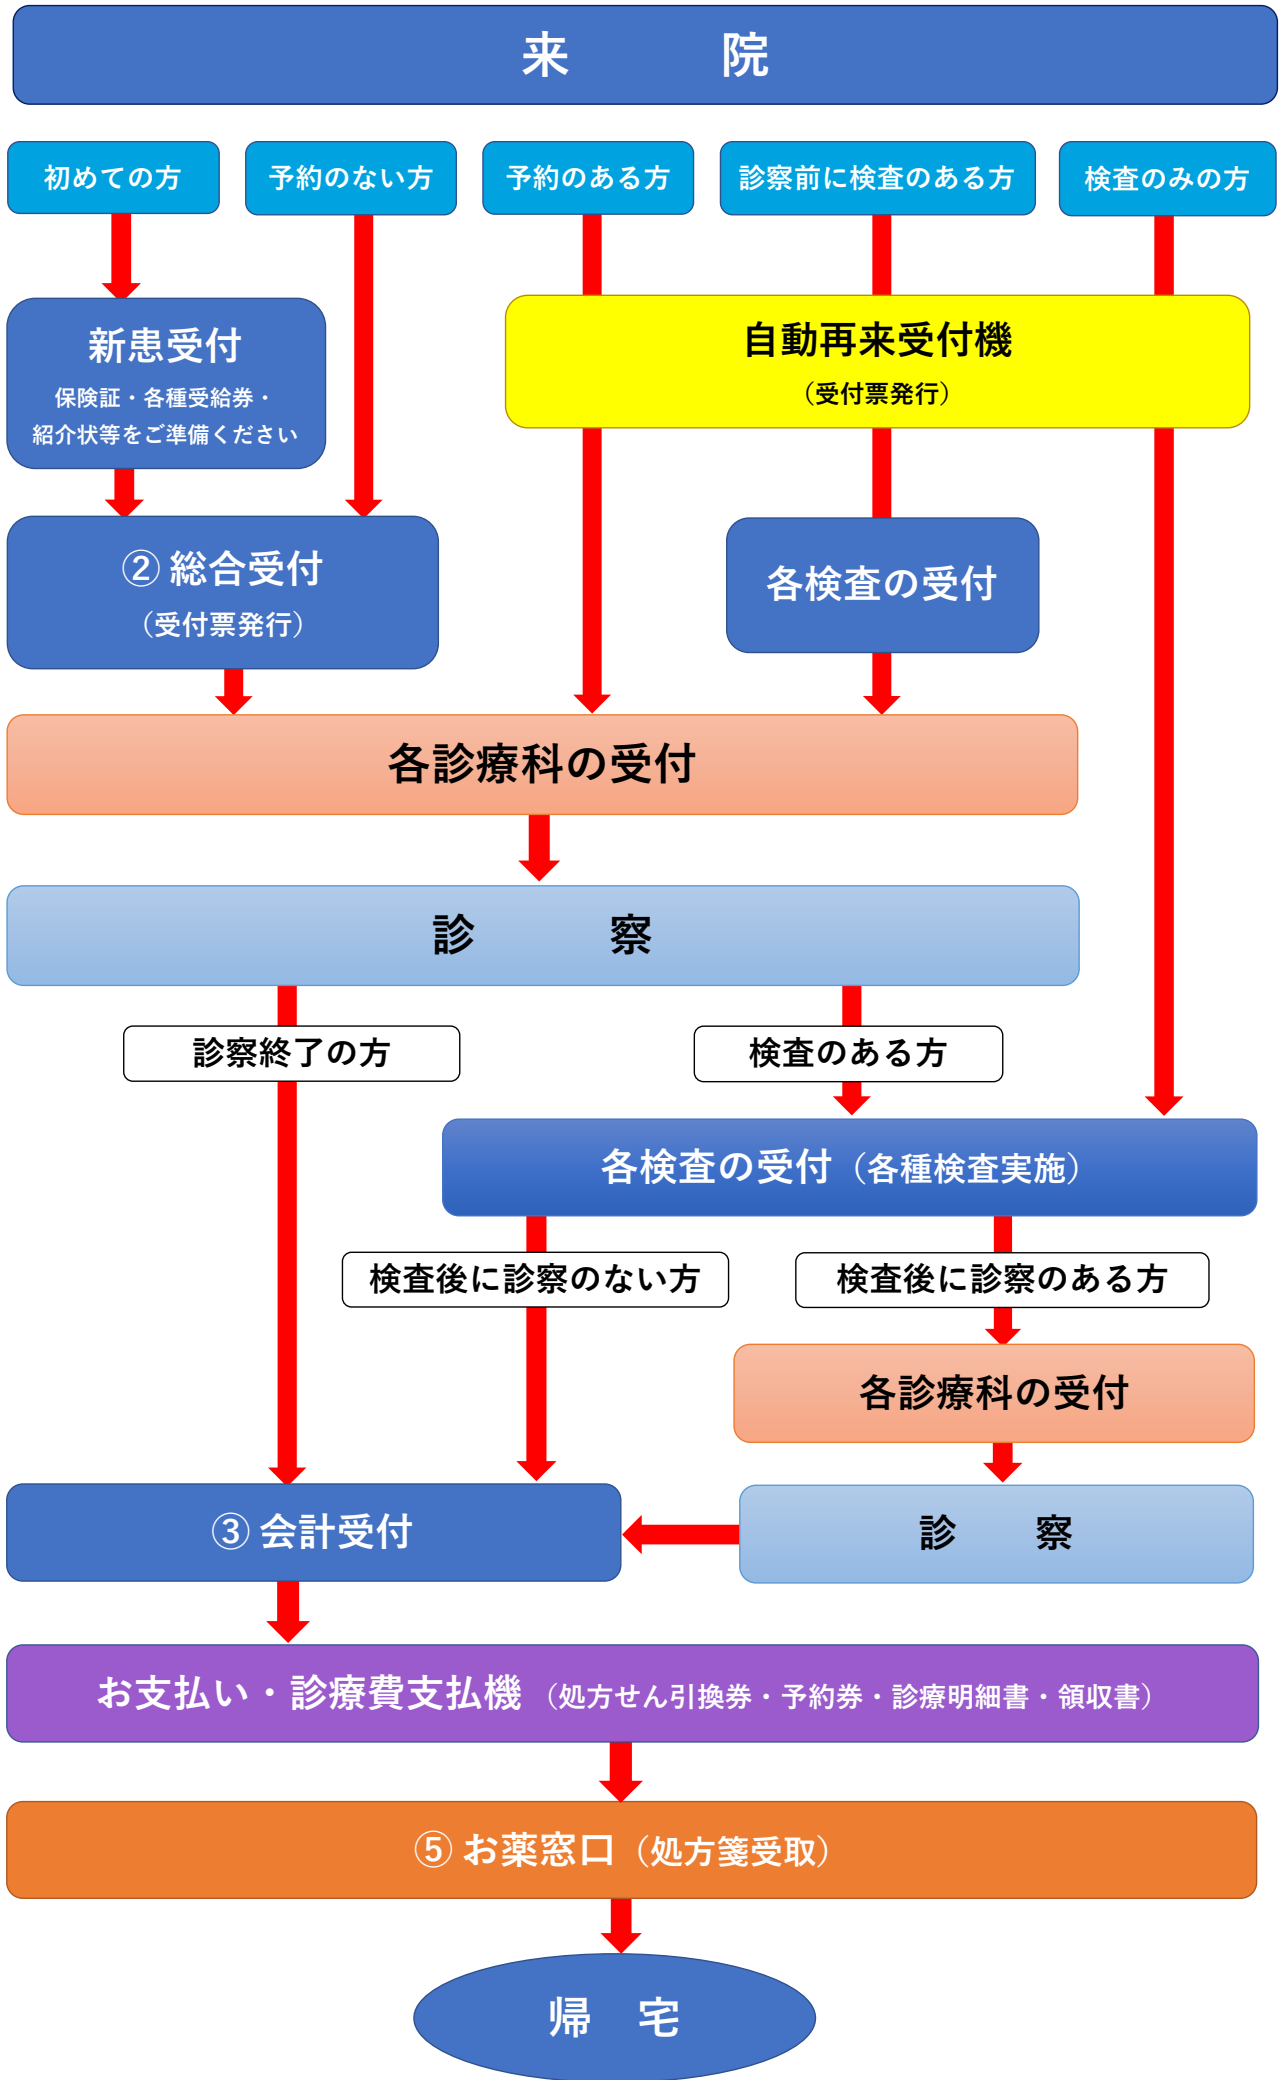 来 院
初めての方
予約のない方
予約のある方
診察前に検査のある方
検査のみの方
新患受付
保険証・各種受給券・
紹介状等をご準備ください
自動再来受付機
（受付票発行）
② 総合受付
（受付票発行）
各検査の受付
各診療科の受付
診 察
診察終了の方
検査のある方
各検査の受付（各種検査実施）
検査後に診察のない方
検査後に診察のある方
各診療科の受付
③ 会計受付
診 察
お支払い・診療費支払機（処方せん引換券・予約券・診療明細書・領収書）
⑤ お薬窓口（処方箋受取）
帰 宅